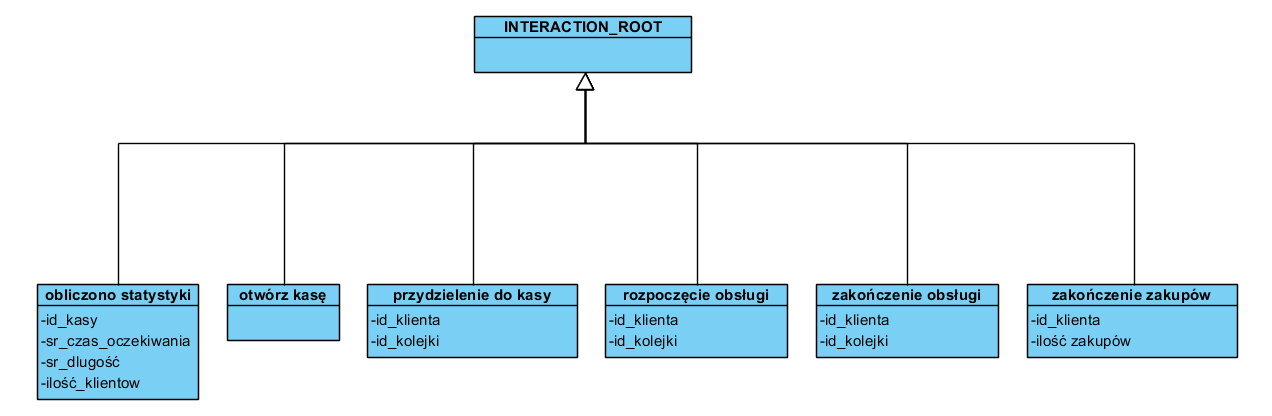 INTERACTION_ROOT
obliczono statystyki
-id_kasy
-sr_czas_oczekiwania
-sr_dlugość
-ilość_klientow
otwórz kasę
przydzielenie do kasy
-id_klienta
-id_kolejki
rozpoczęcie obsługi
-id_klienta
-id_kolejki
zakończenie obsługi
-id_klienta
-id_kolejki
zakończenie zakupów
-id_klienta
-ilość zakupów